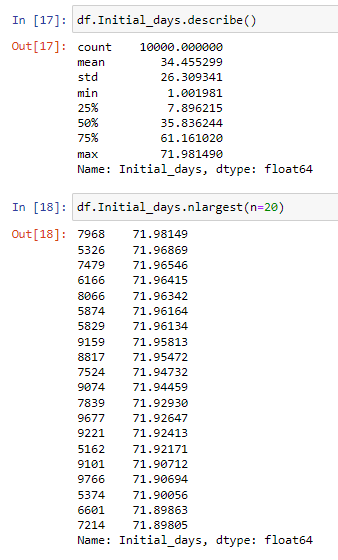 In [17]: df.Initial_days.describe()
Out[17]: count    10000.000000
mean        34.455299
std         26.309341
min          1.001981
25%          7.896215
50%         35.836244
75%         61.161020
max         71.981490
Name: Initial_days, dtype: float64
In [18]: df.Initial_days.nlargest(n=20)
Out[18]: 7968    71.98149
5326    71.96869
7479    71.96546
6166    71.96415
8066    71.96342
5874    71.96164
5829    71.96134
9159    71.95813
8817    71.95472
7524    71.94732
9074    71.94459
7839    71.92930
9677    71.92647
9221    71.92413
5162    71.92171
9101    71.90712
9766    71.90694
5374    71.90056
6601    71.89863
7214    71.89805
Name: Initial_days, dtype: float64